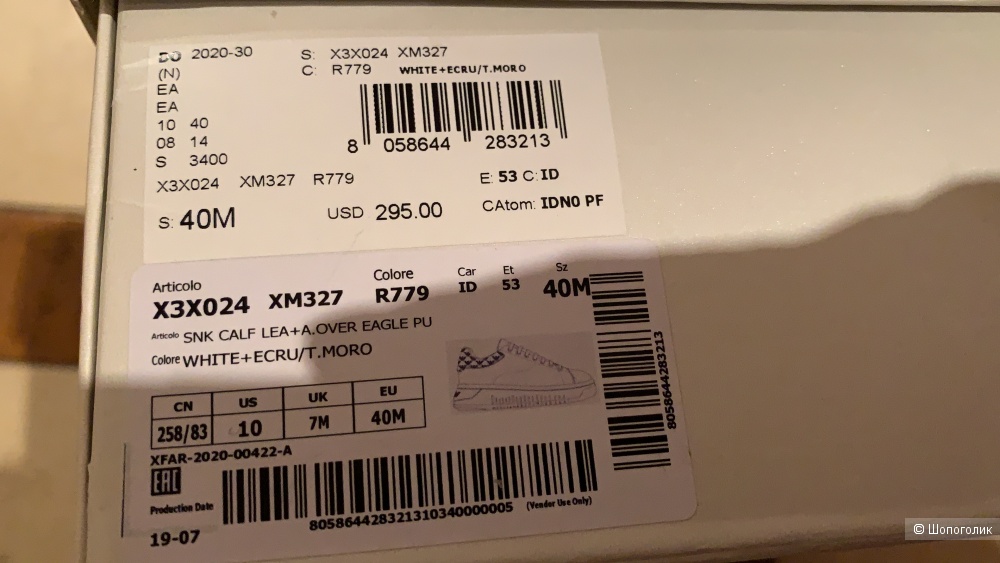 DO 2020-30 S: X3X024 XM327
(N) C: R779 WHITE+ECRU/T.MORO
EA
EA
10 40
08 14
S 3400
8 058644 283213
X3X024 XM327 R779 E: 53 C: ID
S: 40M USD 295.00 CAtom: IDN0 PF
Articolo Colore Car Et Sz
X3X024 XM327 R779 ID 53 40M
Articolo SNK CALF LEA+A.OVER EAGLE PU
Colore WHITE+ECRU/T.MORO
CN US UK EU
258/83 10 7M 40M
8058644283213
XFAR-2020-00422-A
EAC
Production Date
19-07
805864428321310340000005 (Vendor Use Only)
© Шопоголик